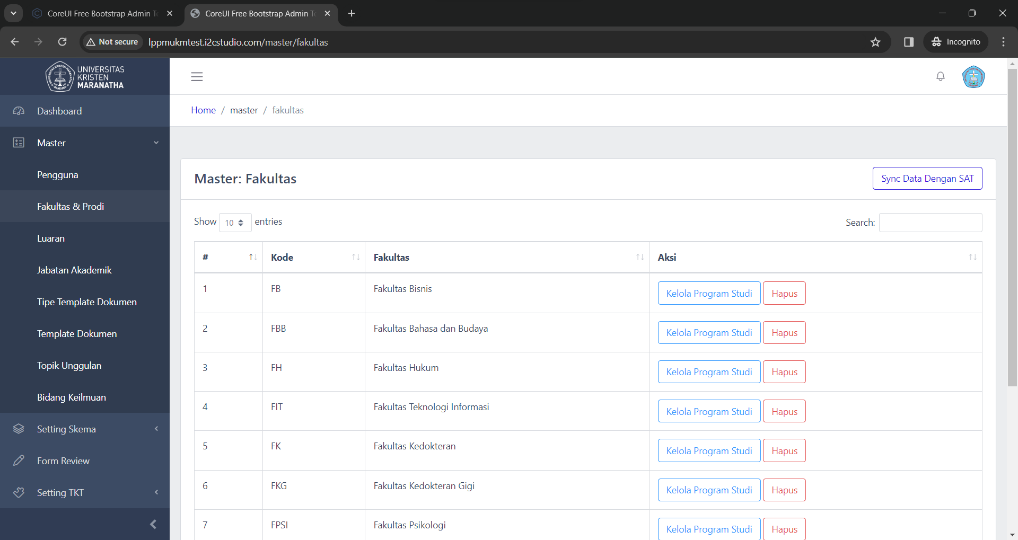 CoreUI Free Bootstrap Admin
CoreUI Free Bootstrap Admin
Not secure
lppmukmtest.i2cstudio.com/master/fakultas
Incognito
UNIVERSITAS
KRISTEN
MARANATHA
Dashboard
Master
Pengguna
Fakultas & Prodi
Luaran
Jabatan Akademik
Tipe Template Dokumen
Template Dokumen
Topik Unggulan
Bidang Keilmuan
Setting Skema
Form Review
Setting TKT
Home / master / fakultas
Master: Fakultas
Sync Data Dengan SAT
Show 10 entries
Search:
# Kode Fakultas Aksi
1 FB Fakultas Bisnis Kelola Program Studi Hapus
2 FBB Fakultas Bahasa dan Budaya Kelola Program Studi Hapus
3 FH Fakultas Hukum Kelola Program Studi Hapus
4 FIT Fakultas Teknologi Informasi Kelola Program Studi Hapus
5 FK Fakultas Kedokteran Kelola Program Studi Hapus
6 FKG Fakultas Kedokteran Gigi Kelola Program Studi Hapus
7 FPSI Fakultas Psikologi Kelola Program Studi Hapus